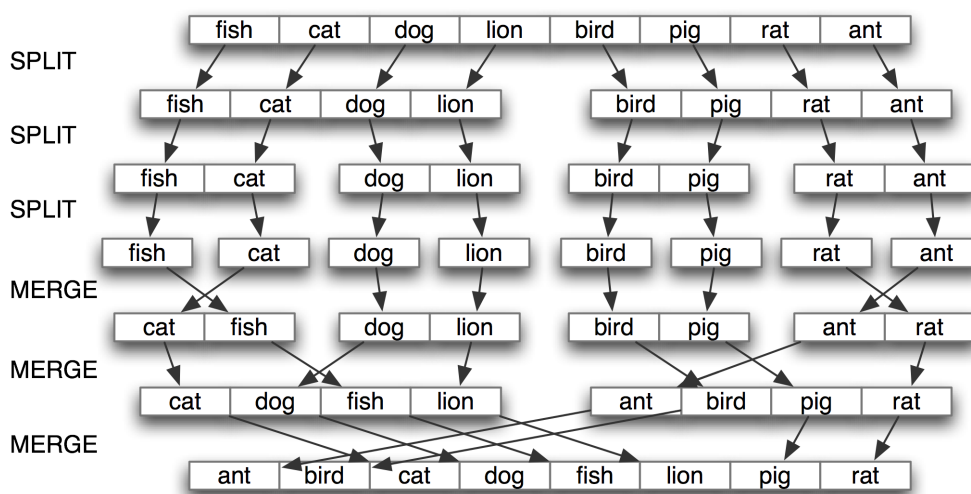 fish cat dog lion bird pig rat ant
SPLIT
fish cat dog lion bird pig rat ant
SPLIT
fish cat dog lion bird pig rat ant
SPLIT
fish cat dog lion bird pig rat ant
MERGE
cat fish dog lion bird pig ant rat
MERGE
cat dog fish lion ant bird pig rat
MERGE
ant bird cat dog fish lion pig rat